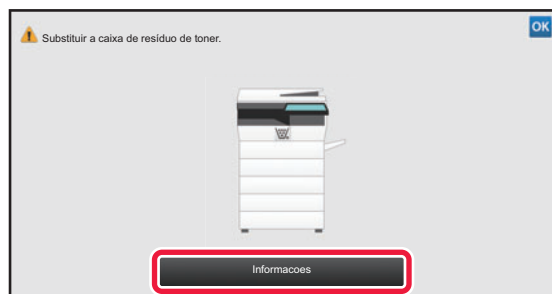 Substituir a caixa de resíduo de toner.
OK
Informacoes